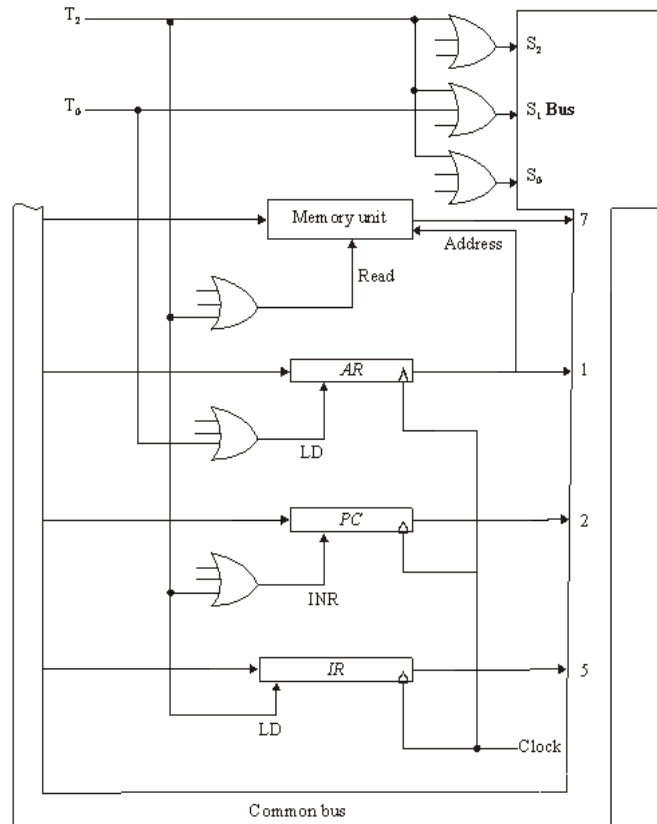 T₂
S₂
T₀
S₁ Bus
S₀
Memory unit
7
Address
Read
AR
1
LD
PC
2
INR
IR
5
LD
Clock
Common bus